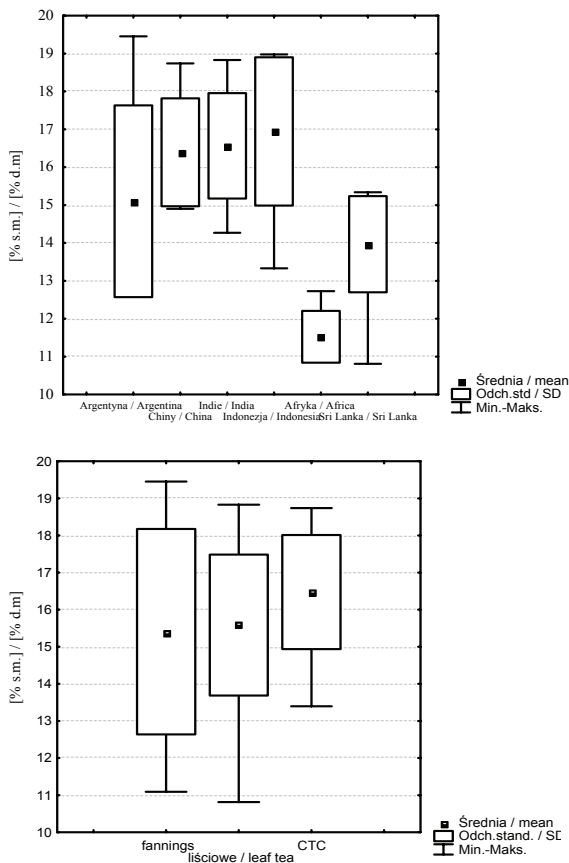 [% s.m.] / [% d.m]
20
19
18
17
16
15
14
13
12
11
10
Argentyna / Argentina
Indie / India
Afryka / Africa
Chiny / China
Indonezja / Indonesia
Sri Lanka / Sri Lanka
Średnia / mean
Odch.std / SD
Min.-Maks.
[% s.m.] / [% d.m]
20
19
18
17
16
15
14
13
12
11
10
fannings
CTC
liściowe / leaf tea
Średnia / mean
Odch.stand. / SD
Min.-Maks.